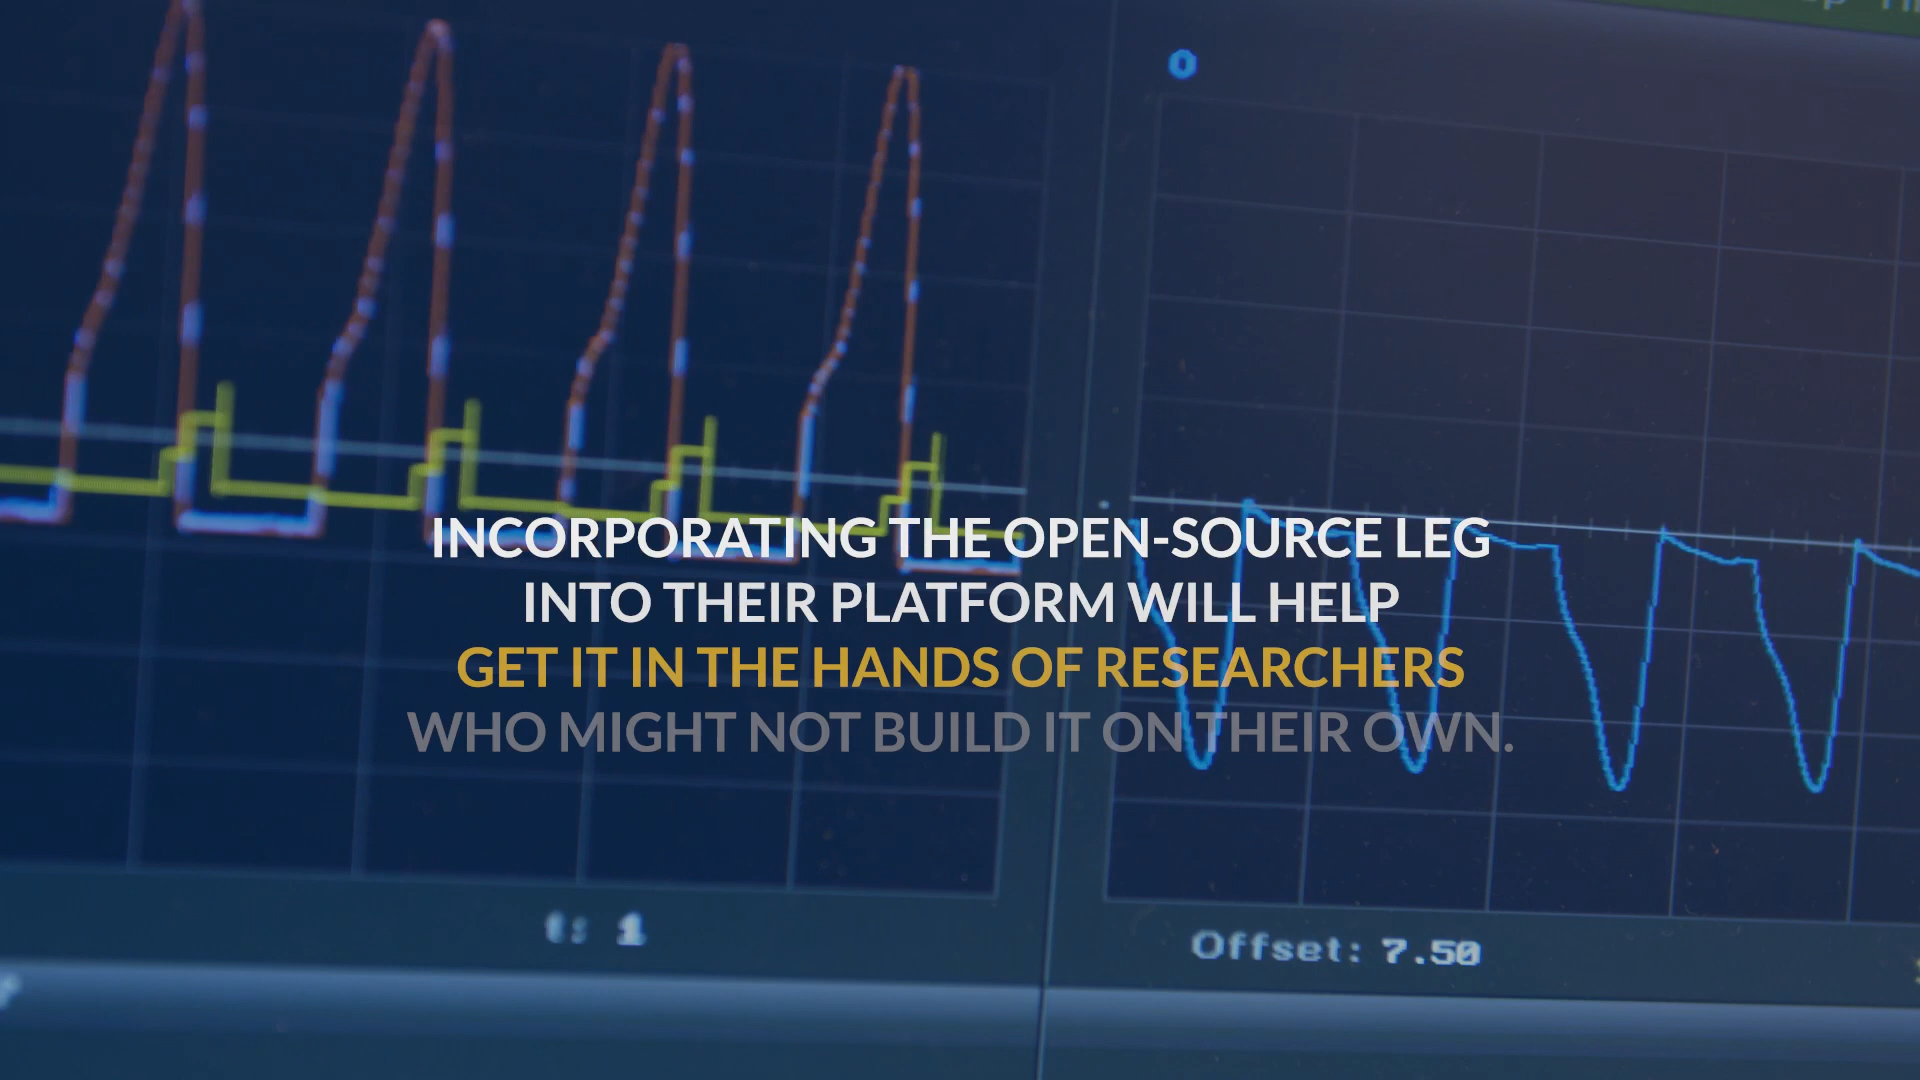 0
INCORPORATING THE OPEN-SOURCE LEG
INTO THEIR PLATFORM WILL HELP
GET IT IN THE HANDS OF RESEARCHERS
WHO MIGHT NOT BUILD IT ON THEIR OWN.
Offset: 7.50